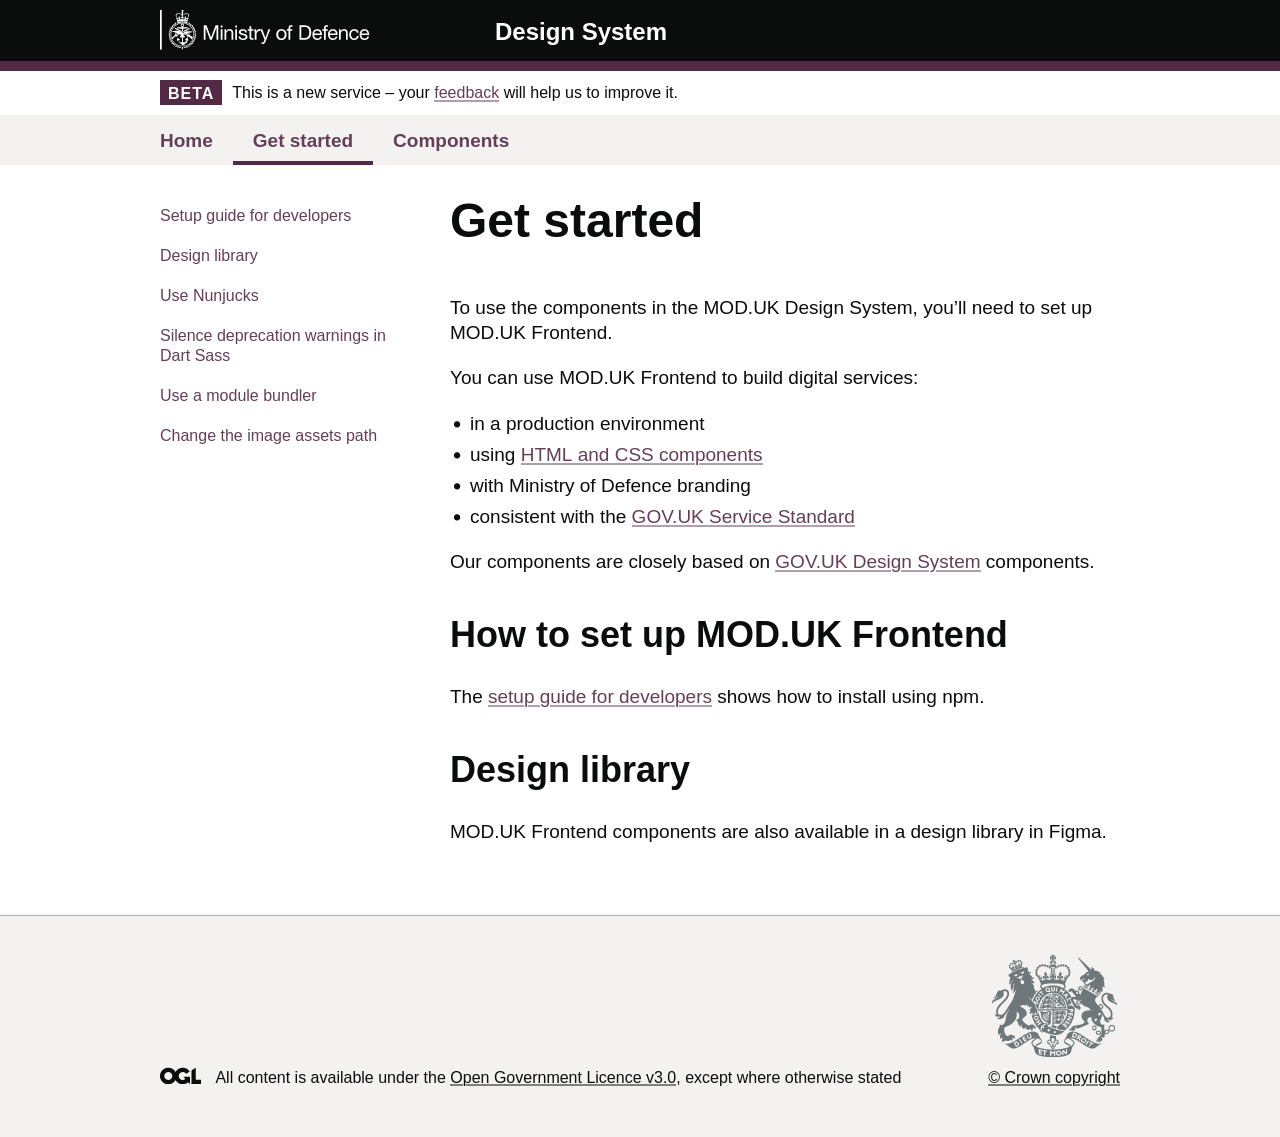 Ministry of Defence
Design System
BETA This is a new service – your feedback will help us to improve it.
Home Get started Components
Setup guide for developers
Design library
Use Nunjucks
Silence deprecation warnings in
Dart Sass
Use a module bundler
Change the image assets path
Get started
To use the components in the MOD.UK Design System, you’ll need to set up
MOD.UK Frontend.
You can use MOD.UK Frontend to build digital services:
• in a production environment
• using HTML and CSS components
• with Ministry of Defence branding
• consistent with the GOV.UK Service Standard
Our components are closely based on GOV.UK Design System components.
How to set up MOD.UK Frontend
The setup guide for developers shows how to install using npm.
Design library
MOD.UK Frontend components are also available in a design library in Figma.
DIEU ET MON DROIT
OGL All content is available under the Open Government Licence v3.0, except where otherwise stated
© Crown copyright